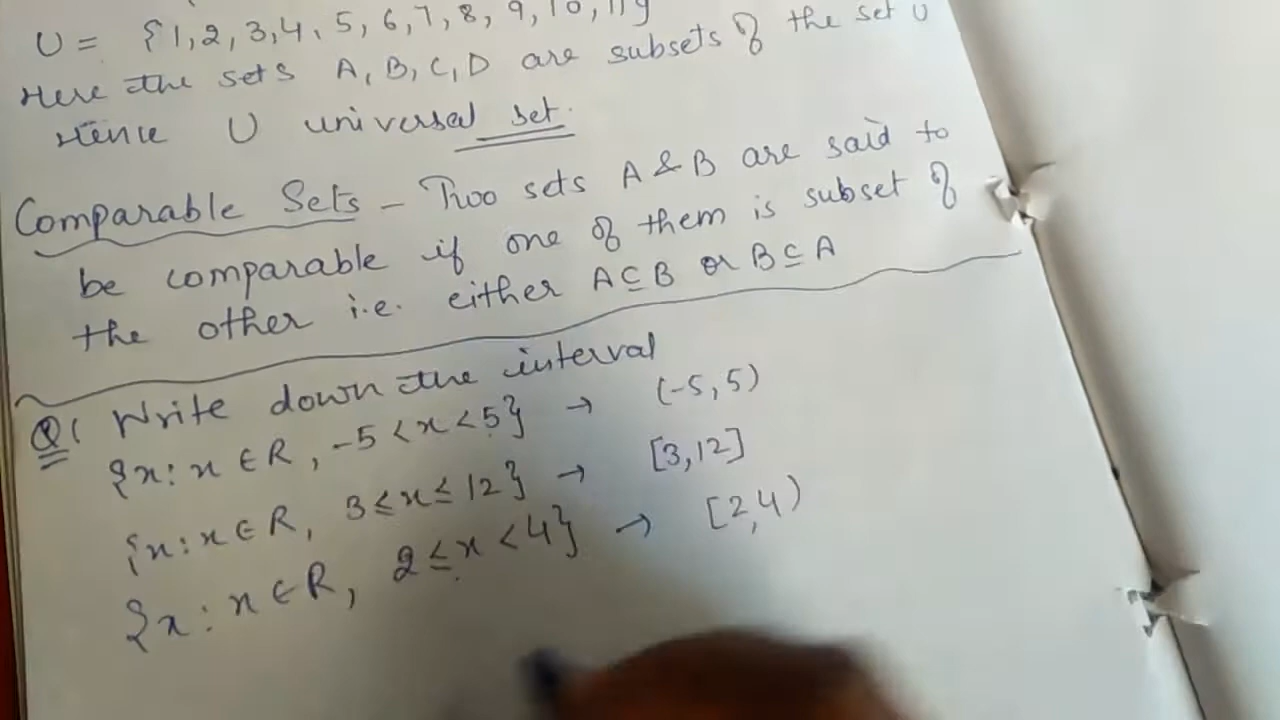 U = {1,2,3,4,5,6,7,8,9,10,11}
Here the sets A, B, C, D are subsets of the set U
Hence U universal set.
Comparable Sets - Two sets A & B are said to
be comparable if one of them is subset of
the other i.e. either A⊆B or B⊆A
Q1 Write down the interval
{x: x ∈ R, -5 < x < 5} → (-5, 5)
{x: x ∈ R, 3 ≤ x ≤ 12} → [3, 12]
{x: x ∈ R, 2 ≤ x < 4} → [2, 4)